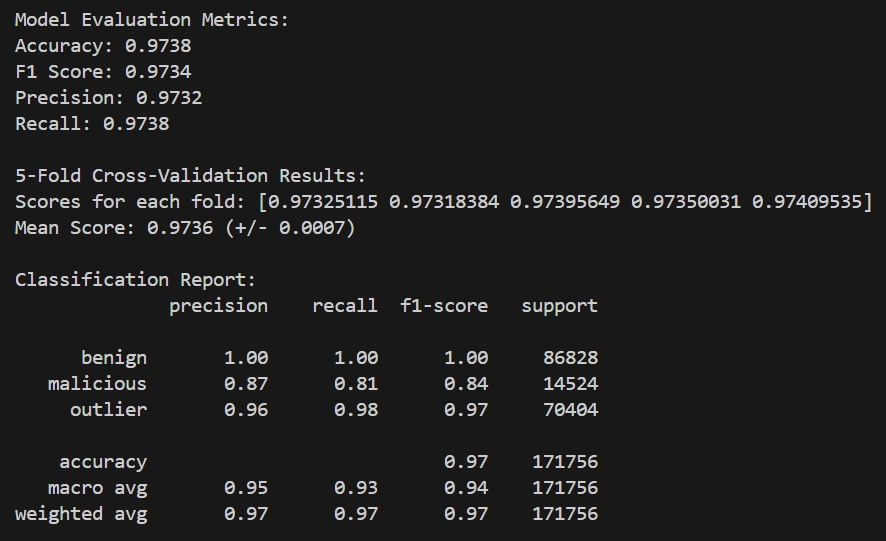 Model Evaluation Metrics:
Accuracy: 0.9738
F1 Score: 0.9734
Precision: 0.9732
Recall: 0.9738
5-Fold Cross-Validation Results:
Scores for each fold: [0.97325115 0.97318384 0.97395649 0.97350031 0.97409535]
Mean Score: 0.9736 (+/- 0.0007)
Classification Report:
precision recall f1-score support
benign 1.00 1.00 1.00 86828
malicious 0.87 0.81 0.84 14524
outlier 0.96 0.98 0.97 70404
accuracy 0.97 171756
macro avg 0.95 0.93 0.94 171756
weighted avg 0.97 0.97 0.97 171756